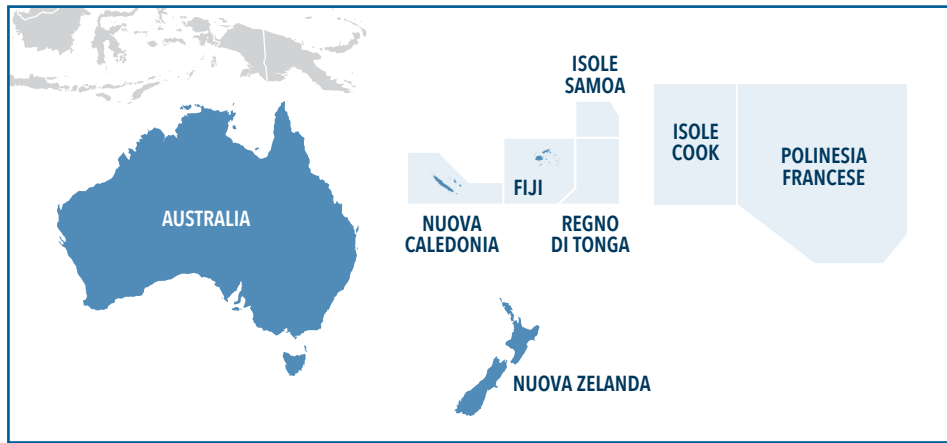 ISOLE
SAMOA
ISOLE
COOK
POLINESIA
FRANCESE
FIJI
AUSTRALIA
NUOVA
CALEDONIA
REGNO
DI TONGA
NUOVA ZELANDA